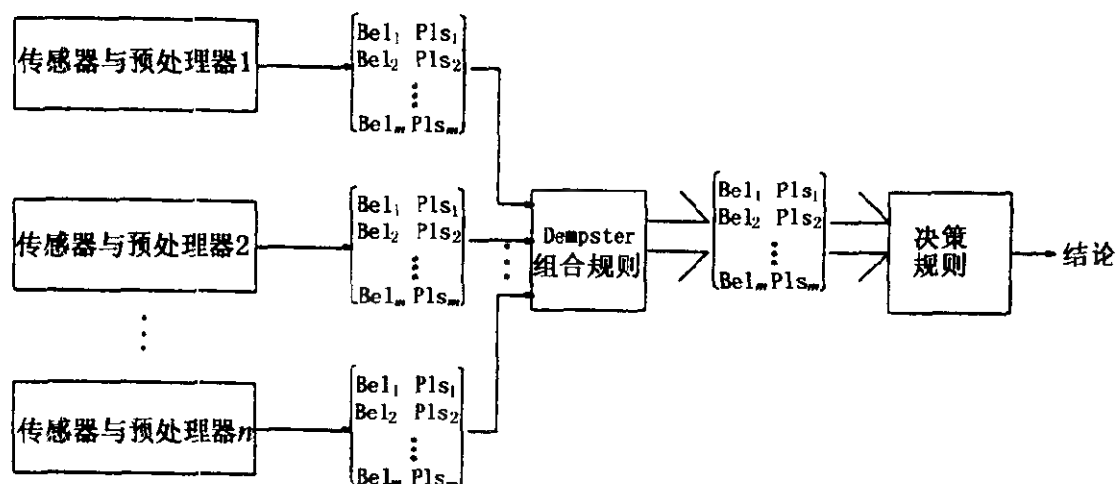 传感器与预处理器1
Bel₁ Pls₁
Bel₂ Pls₂
⋮
Belₘ Plsₘ
传感器与预处理器2
Bel₁ Pls₁
Bel₂ Pls₂
⋮
Belₘ Plsₘ
⋮
传感器与预处理器n
Bel₁ Pls₁
Bel₂ Pls₂
⋮
Belₘ Pls
Dempster
组合规则
Bel₁ Pls₁
Bel₂ Pls₂
⋮
Belₘ Plsₘ
决策
规则
结论